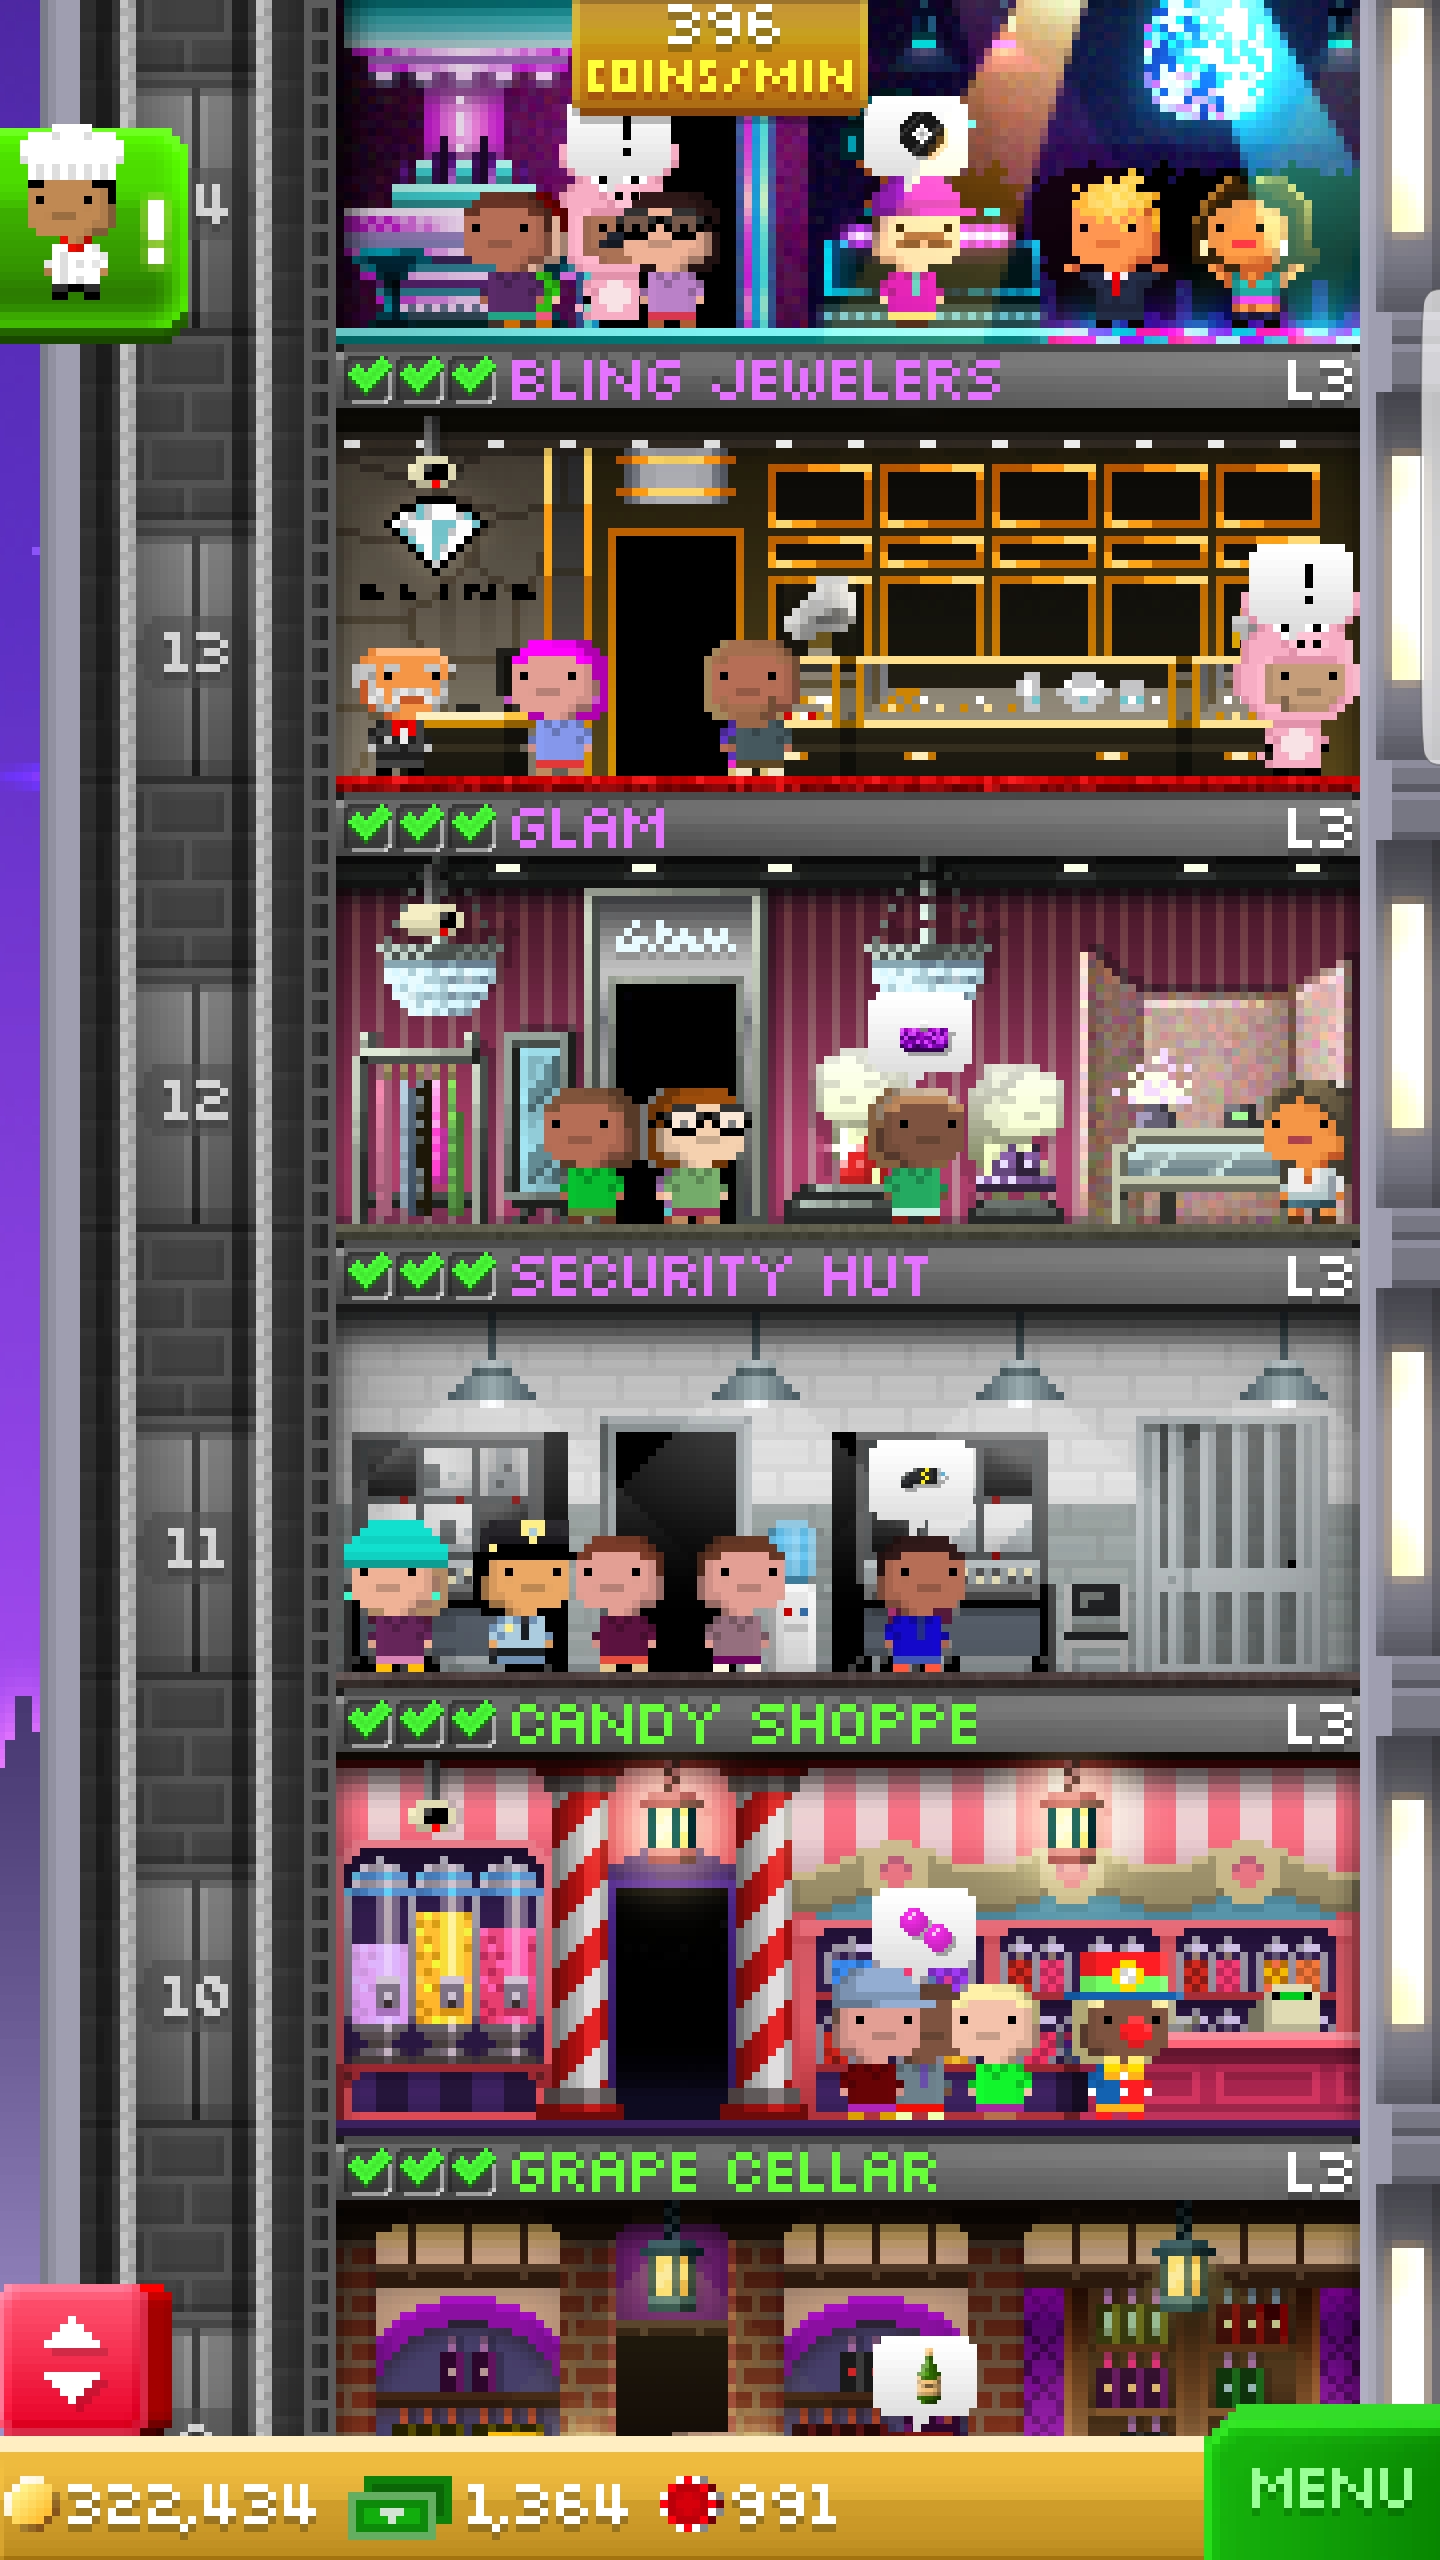 396
COINS/MIN
!
!
4
BLING JEWELERS L3
BLING
!
13
GLAM L3
Glam
12
SECURITY HUT L3
11
CANDY SHOPPE L3
10
GRAPE CELLAR L3
322,434 1,364 991
MENU